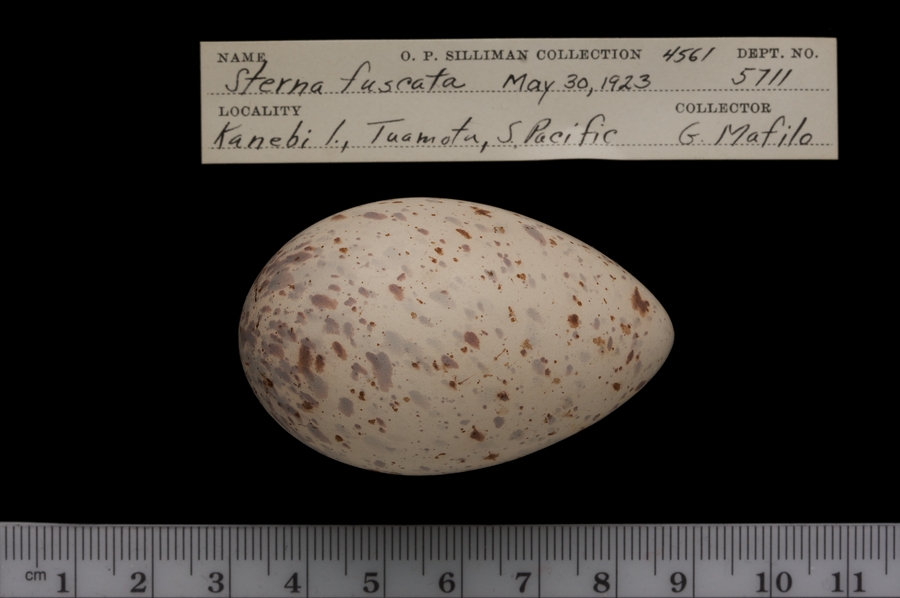 NAME O. P. SILLIMAN COLLECTION 4561 DEPT. NO.
Sterna fuscata May 30, 1923 5711
LOCALITY COLLECTOR
Kanebi I., Tuamotu, S. Pacific G. Mafilo
cm 1 2 3 4 5 6 7 8 9 10 11